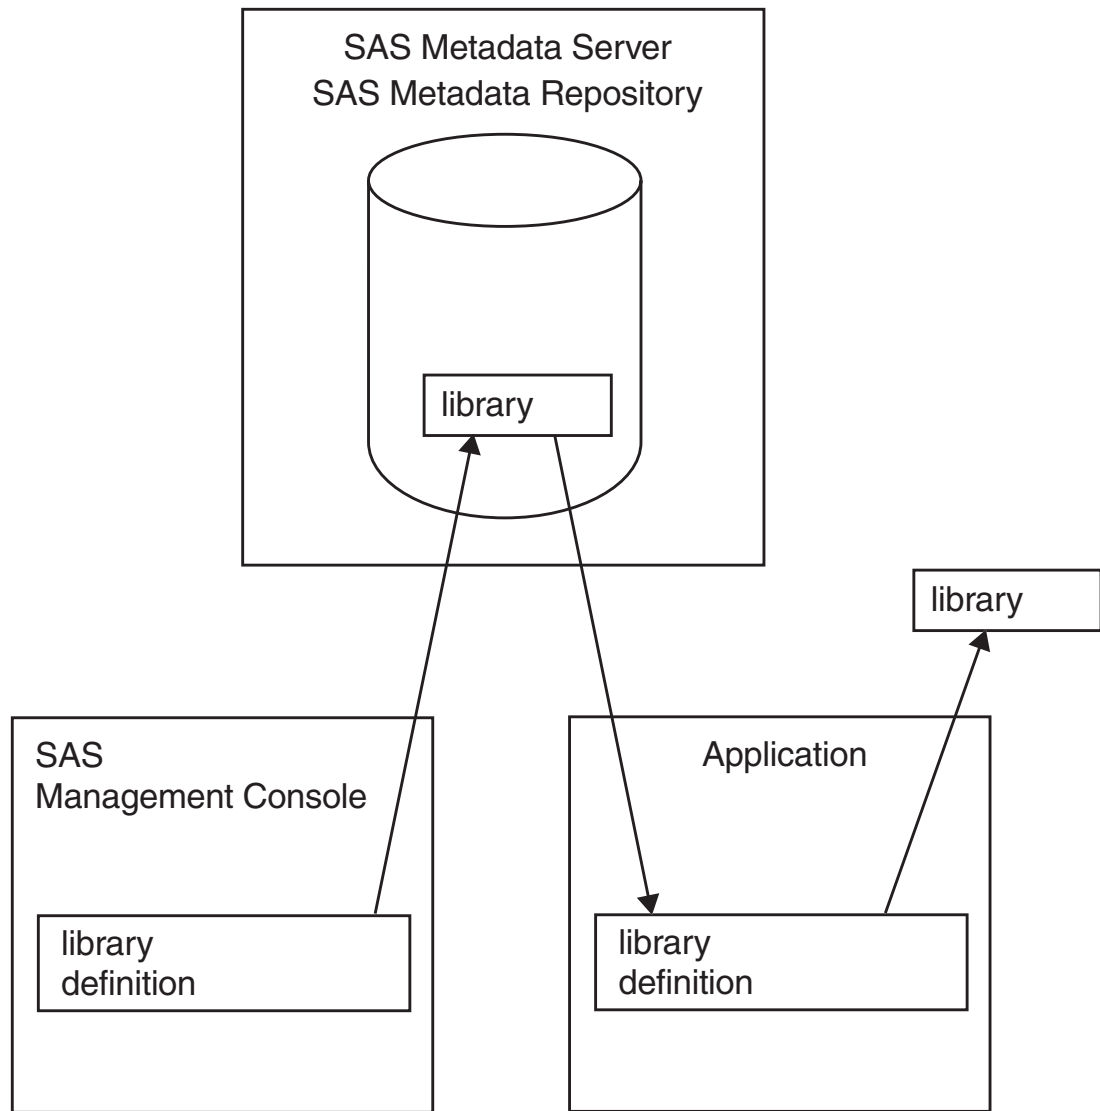 SAS Metadata Server
SAS Metadata Repository
library
library
SAS
Management Console
library
definition
Application
library
definition